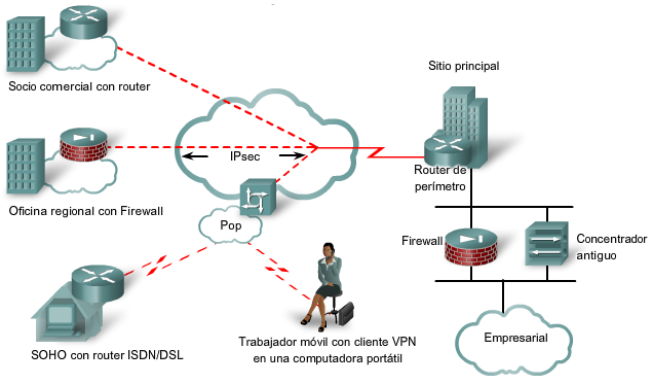 Socio comercial con router
Sitio principal
IPsec
Router de
perímetro
Oficina regional con Firewall
Pop
Firewall
Concentrador
antiguo
SOHO con router ISDN/DSL
Trabajador móvil con cliente VPN
en una computadora portátil
Empresarial